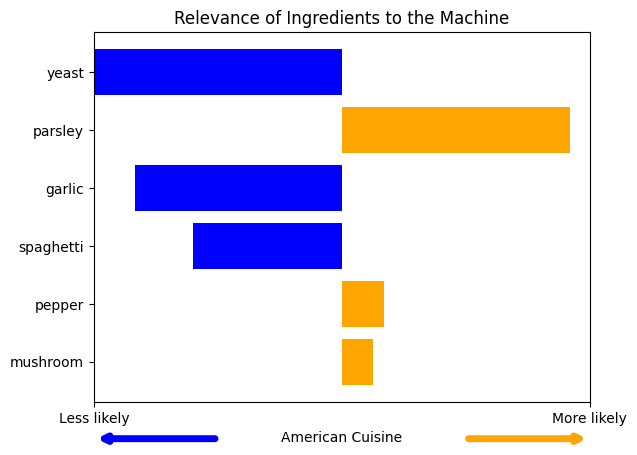 Relevance of Ingredients to the Machine
yeast
parsley
garlic
spaghetti
pepper
mushroom
Less likely
More likely
American Cuisine